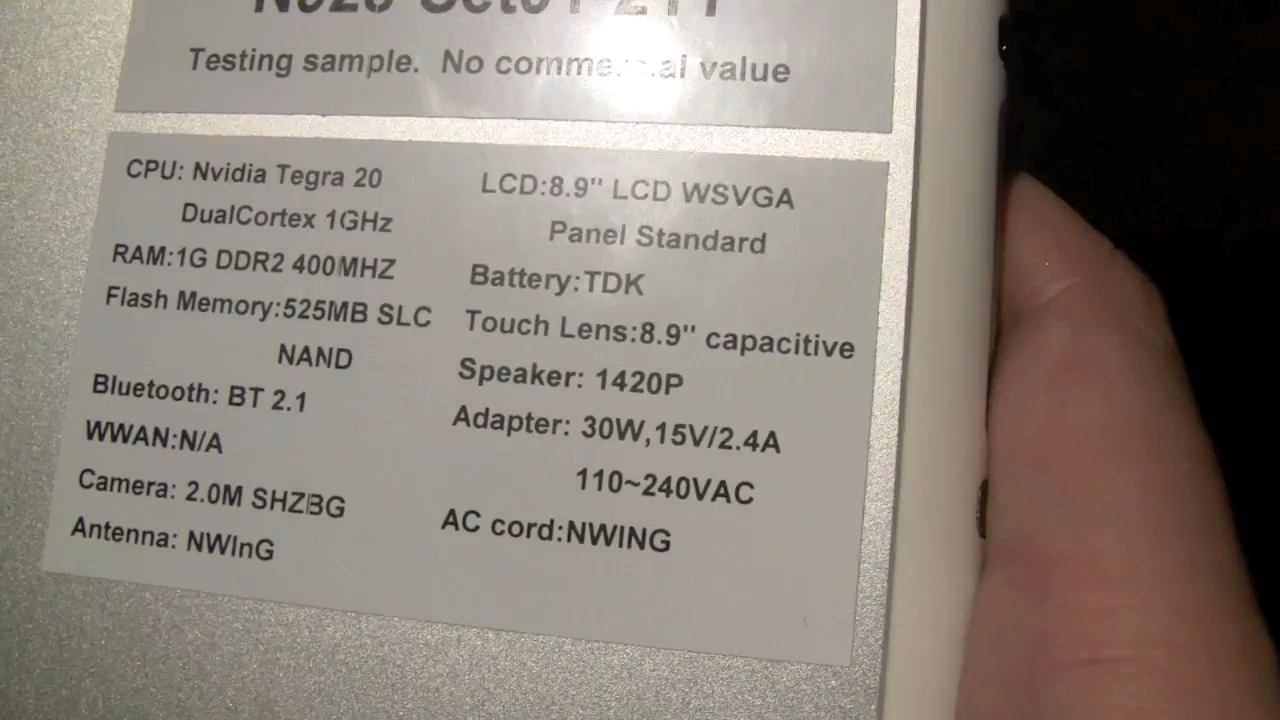 Testing sample. No commercial value
CPU: Nvidia Tegra 20
DualCortex 1GHz
RAM:1G DDR2 400MHZ
Flash Memory:525MB SLC
NAND
Bluetooth: BT 2.1
WWAN:N/A
Camera: 2.0M SHZBG
Antenna: NWInG
LCD:8.9" LCD WSVGA
Panel Standard
Battery:TDK
Touch Lens:8.9" capacitive
Speaker: 1420P
Adapter: 30W,15V/2.4A
110~240VAC
AC cord:NWING